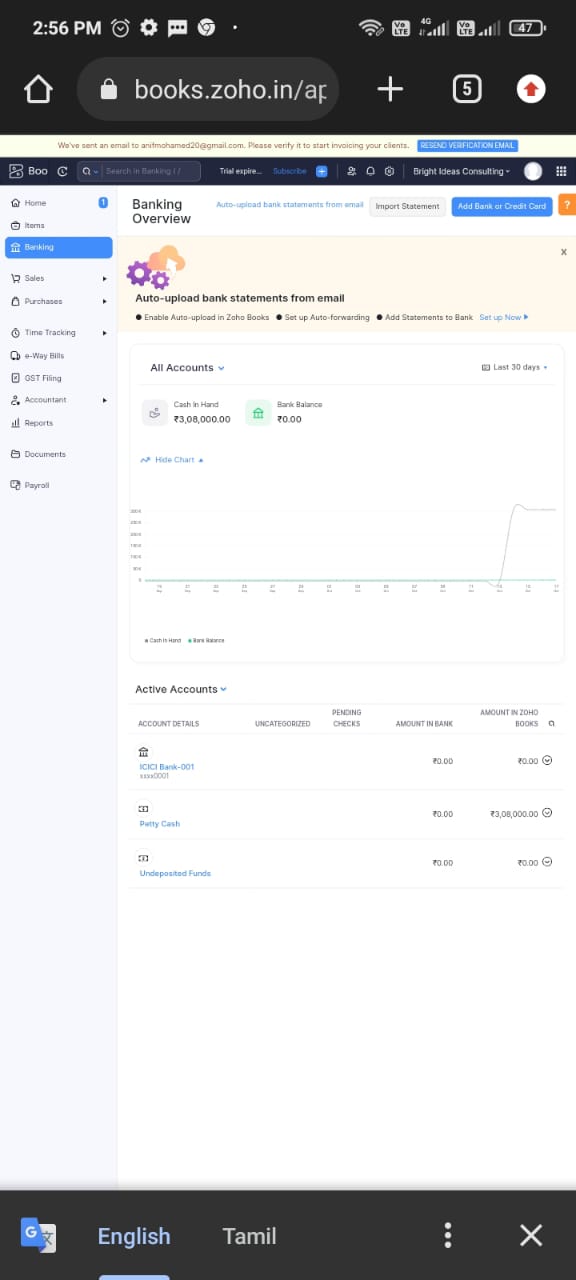 2:56 PM
Vo LTE 4G Vo LTE 47
books.zoho.in/ap
5
We've sent an email to anifmohamed20@gmail.com. Please verify it to start invoicing your clients. RESEND VERIFICATION EMAIL
Boo Search in Banking ( / Trial expire... Subscribe Bright Ideas Consulting
Home 1
Items
Banking
Sales
Purchases
Time Tracking
e-Way Bills
GST Filing
Accountant
Reports
Documents
Payroll
Banking Overview
Auto-upload bank statements from email Import Statement Add Bank or Credit Card ?
x
Auto-upload bank statements from email
Enable Auto-upload in Zoho Books Set up Auto-forwarding Add Statements to Bank Set up Now
All Accounts Last 30 days
Cash In Hand Bank Balance
₹3,08,000.00 ₹0.00
Hide Chart
300 K
250 K
200 K
150 K
100 K
50 K
0
Cash In Hand Bank Balance
Active Accounts
ACCOUNT DETAILS UNCATEGORIZED PENDING CHECKS AMOUNT IN BANK AMOUNT IN ZOHO BOOKS
ICICI Bank-001 ₹0.00 ₹0.00
xxxx0001
Petty Cash ₹0.00 ₹3,08,000.00
Undeposited Funds ₹0.00 ₹0.00
G English Tamil